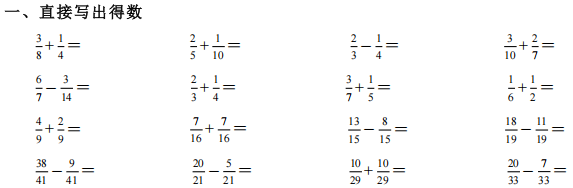 一、直接写出得数
3/8+1/4= 2/5+1/10= 2/3−1/4= 3/10+2/7=
6/7−3/14= 2/3+1/4= 3/7+1/5= 1/6+1/2=
4/9+2/9= 7/16+7/16= 13/15−8/15= 18/19−11/19=
38/41−9/41= 20/21−5/21= 10/29+10/29= 20/33−7/33=